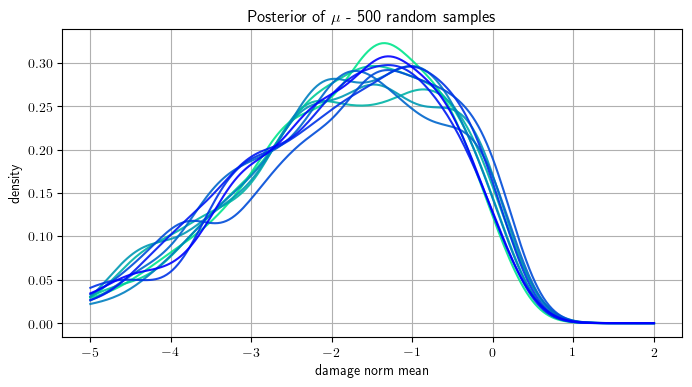 Posterior of μ - 500 random samples
density
0.30
0.25
0.20
0.15
0.10
0.05
0.00
−5 −4 −3 −2 −1 0 1 2
damage norm mean